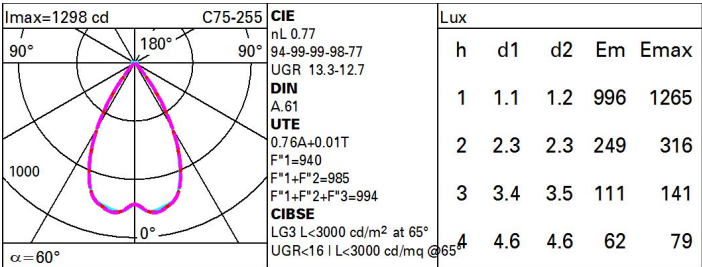 Imax=1298 cd C75-255
90° 180° 90°
1000
0°
α=60°
CIE
nL 0.77
94-99-99-98-77
UGR 13.3-12.7
DIN
A.61
UTE
0.76A+0.01T
F"1=940
F"1+F"2=985
F"1+F"2+F"3=994
CIBSE
LG3 L<3000 cd/m² at 65°
UGR<16 | L<3000 cd/mq @65°
Lux
h d1 d2 Em Emax
1 1.1 1.2 996 1265
2 2.3 2.3 249 316
3 3.4 3.5 111 141
4 4.6 4.6 62 79